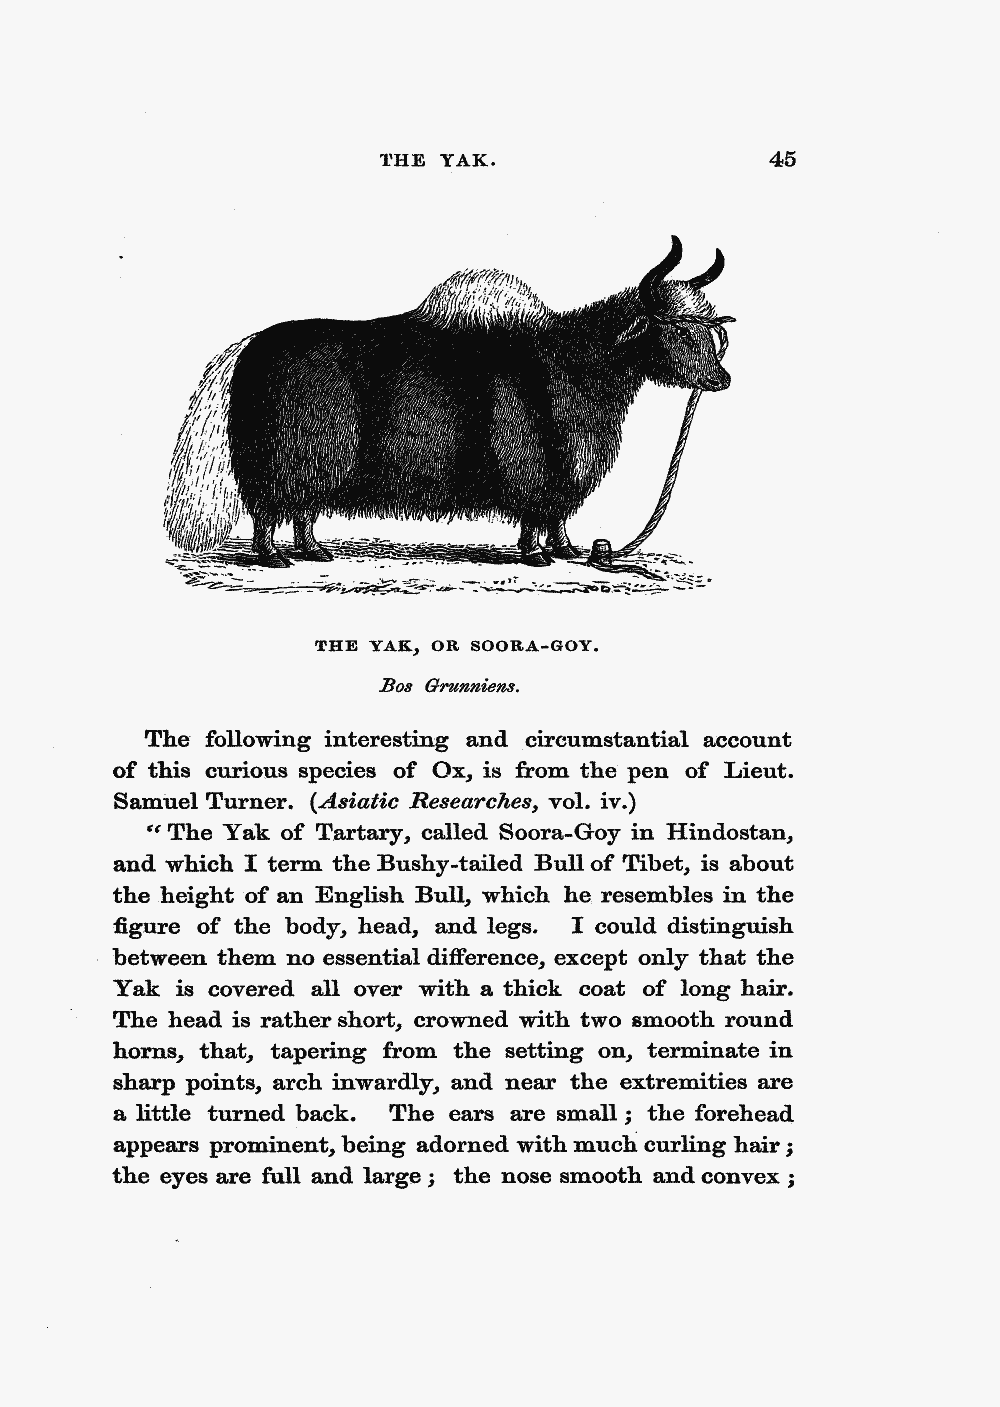 THE YAK. 45
THE YAK, OR SOORA-GOY.
Bos Grunniens.
The following interesting and circumstantial account
of this curious species of Ox, is from the pen of Lieut.
Samuel Turner. (Asiatic Researches, vol. iv.)
“ The Yak of Tartary, called Soora-Goy in Hindostan,
and which I term the Bushy-tailed Bull of Tibet, is about
the height of an English Bull, which he resembles in the
figure of the body, head, and legs. I could distinguish
between them no essential difference, except only that the
Yak is covered all over with a thick coat of long hair.
The head is rather short, crowned with two smooth round
horns, that, tapering from the setting on, terminate in
sharp points, arch inwardly, and near the extremities are
a little turned back. The ears are small ; the forehead
appears prominent, being adorned with much curling hair ;
the eyes are full and large ; the nose smooth and convex ;